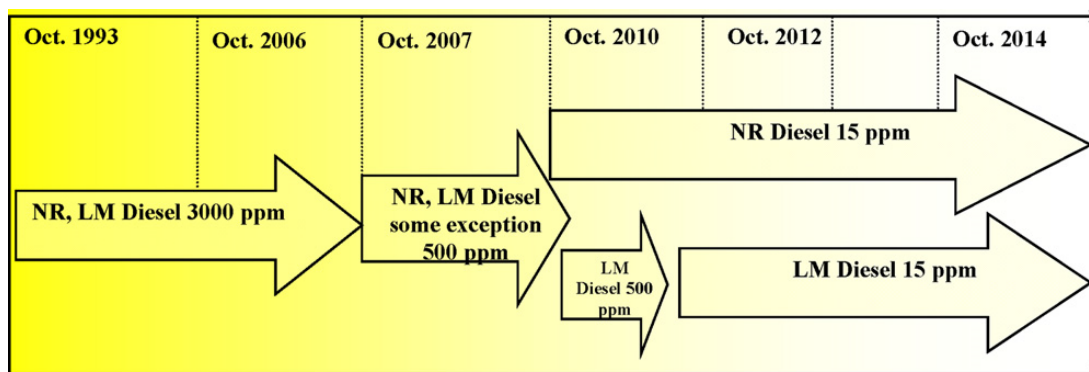 Oct. 1993
Oct. 2006
Oct. 2007
Oct. 2010
Oct. 2012
Oct. 2014
NR Diesel 15 ppm
NR, LM Diesel 3000 ppm
NR, LM Diesel
some exception
500 ppm
LM
Diesel 500
ppm
LM Diesel 15 ppm